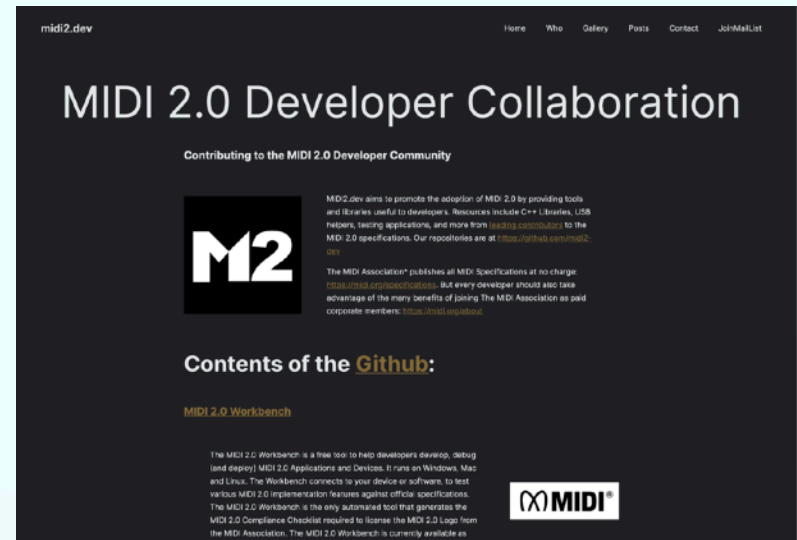 midi2.dev
Home Who Gallery Posts Contact JoinMailList
MIDI 2.0 Developer Collaboration
Contributing to the MIDI 2.0 Developer Community
M2
MIDI2.dev aims to promote the adoption of MIDI 2.0 by providing tools
and libraries useful to developers. Resources include C++ Libraries, USB
helpers, testing applications, and more from leading contributors to the
MIDI 2.0 specifications. Our repositories are at https://github.com/midi2-
dev
The MIDI Association* publishes all MIDI Specifications at no charge:
https://midi.org/specifications. But every developer should also take
advantage of the many benefits of joining The MIDI Association as paid
corporate members: https://midi.org/about
Contents of the Github:
MIDI 2.0 Workbench
The MIDI 2.0 Workbench is a free tool to help developers develop, debug
(and deploy) MIDI 2.0 Applications and Devices. It runs on Windows, Mac
and Linux. The Workbench connects to your device or software, to test
various MIDI 2.0 implementation features against official specifications.
The MIDI 2.0 Workbench is the only automated tool that generates the
MIDI 2.0 Compliance Checklist required to license the MIDI 2.0 Logo from
the MIDI Association. The MIDI 2.0 Workbench is currently available as
MIDI®